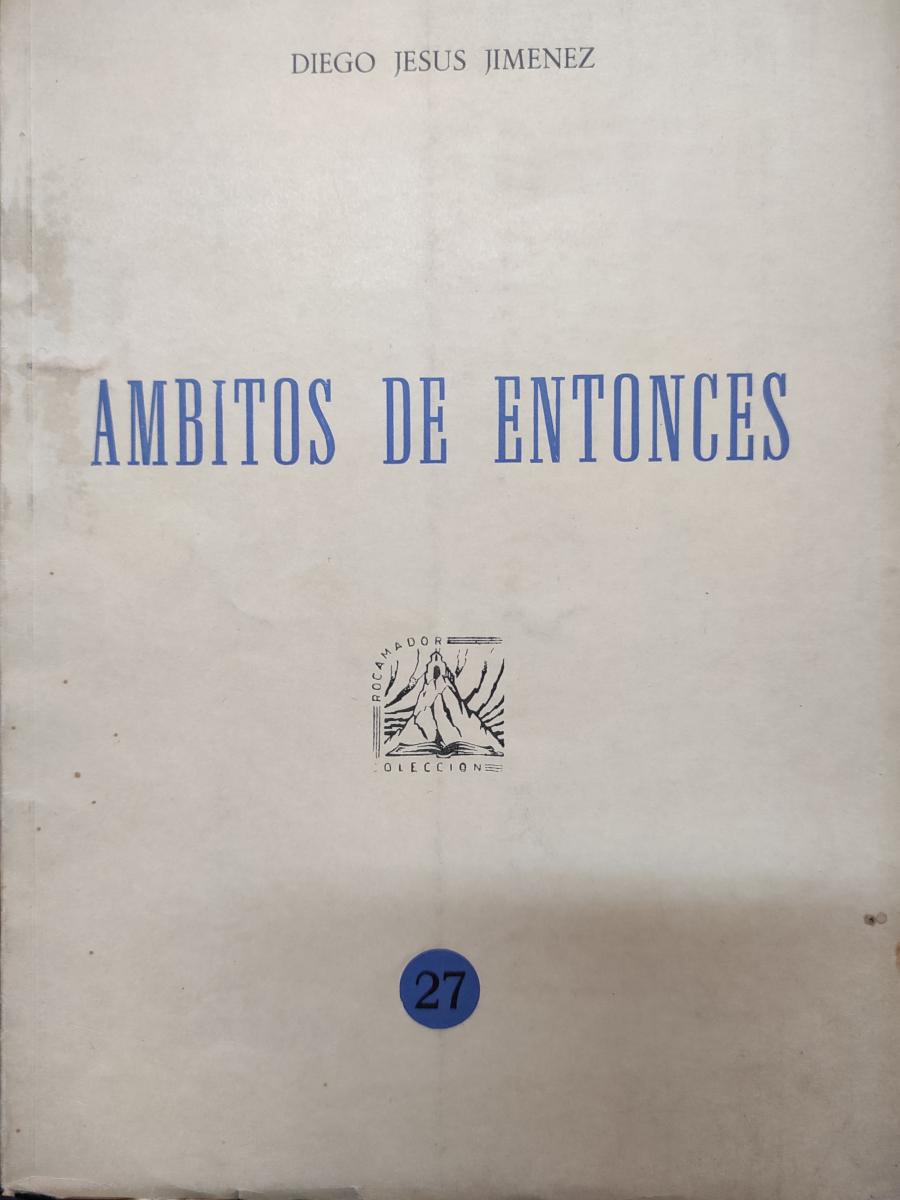 DIEGO JESUS JIMENEZ
AMBITOS DE ENTONCES
ROCAMADOR
COLECCION
27